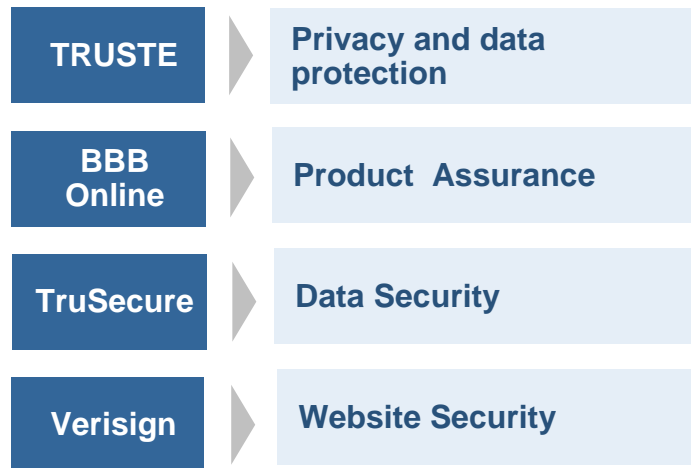 TRUSTE
Privacy and data
protection
BBB
Online
Product Assurance
TruSecure
Data Security
Verisign
Website Security